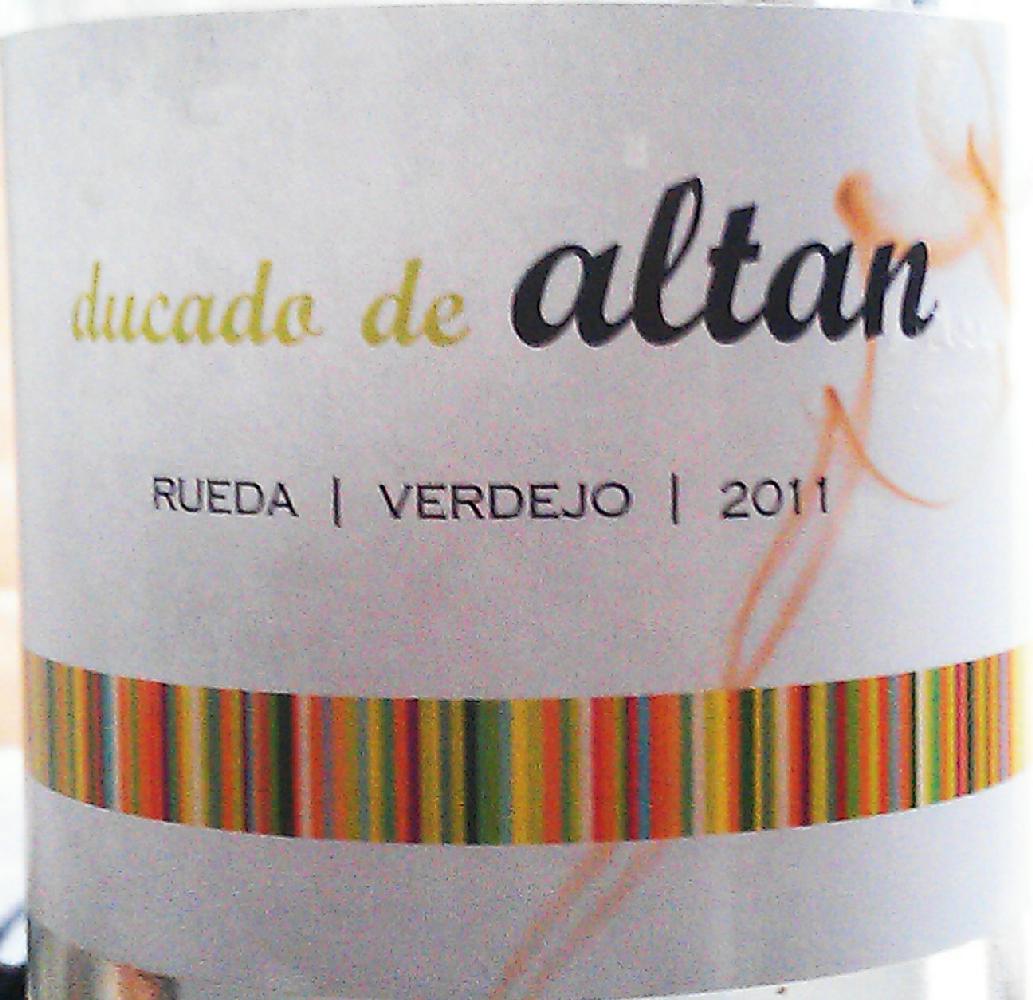 ducado de altan
RUEDA | VERDEJO | 2011